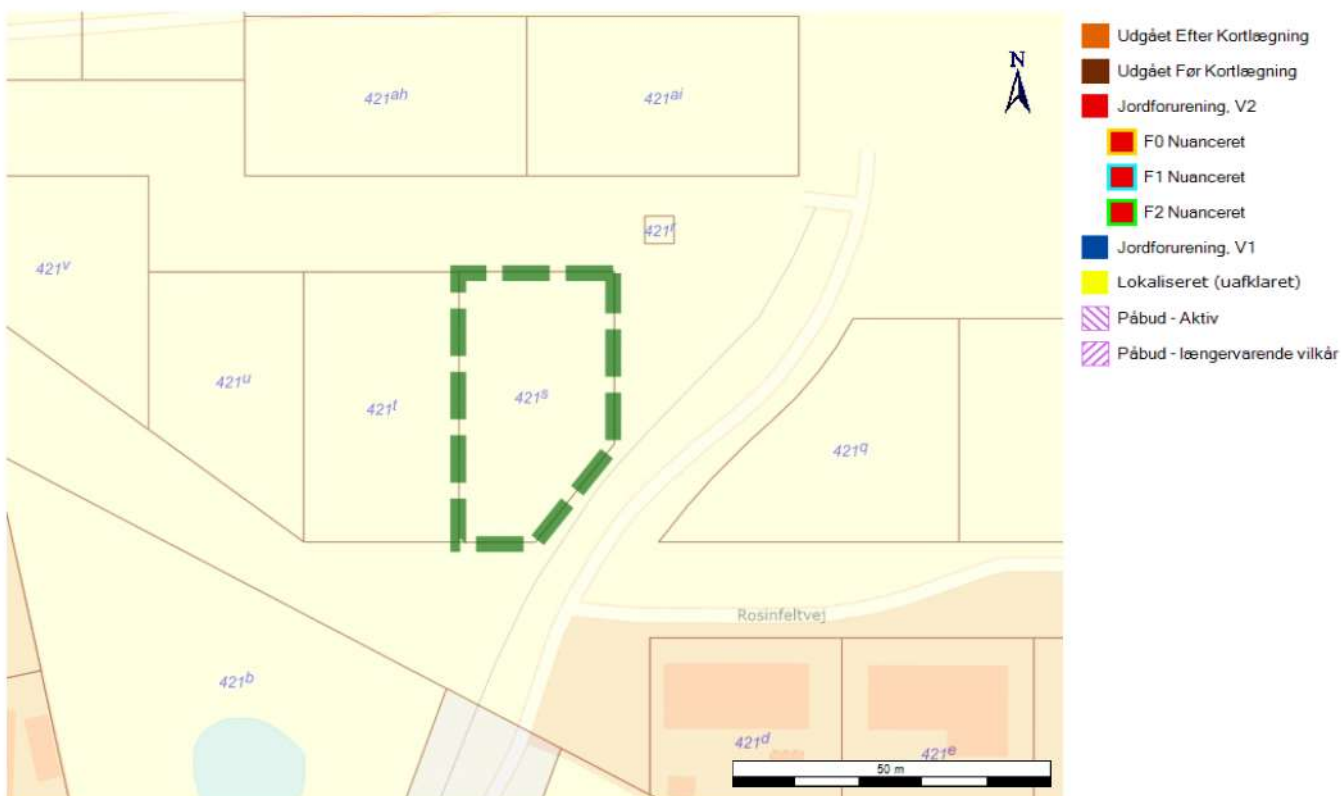 421ah
421ai
N
421r
421v
421u
421t
421s
421q
Rosinfeltvej
421b
421d
421e
50 m
Udgået Efter Kortlægning
Udgået Før Kortlægning
Jordforurening, V2
F0 Nuanceret
F1 Nuanceret
F2 Nuanceret
Jordforurening, V1
Lokaliseret (uafklaret)
Påbud - Aktiv
Påbud - længervarende vilkår